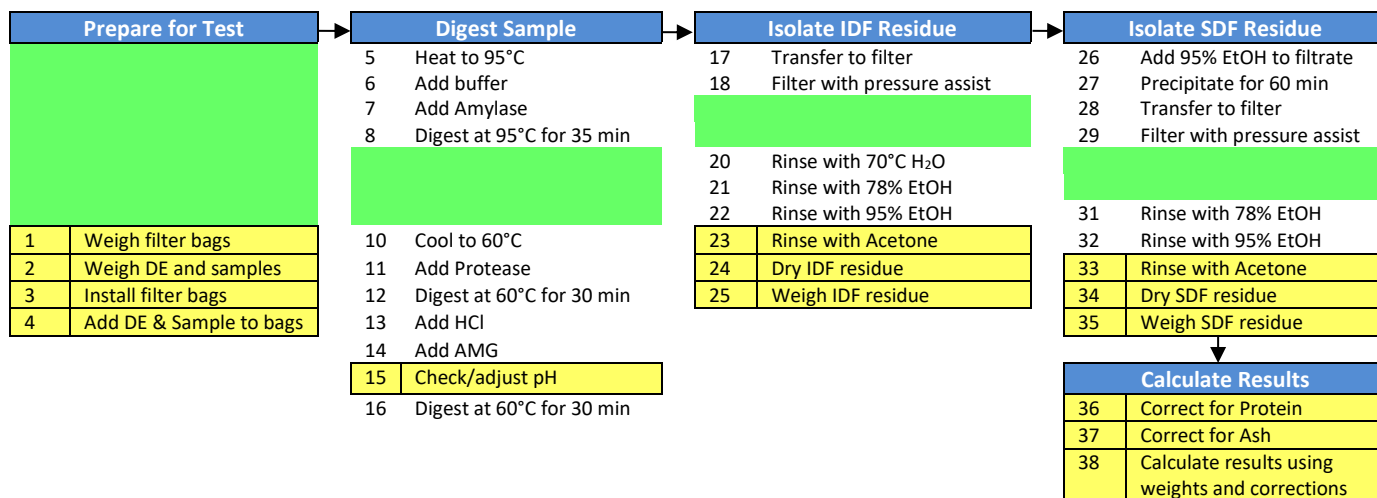 Prepare for Test
1 Weigh filter bags
2 Weigh DE and samples
3 Install filter bags
4 Add DE & Sample to bags
Digest Sample
5 Heat to 95°C
6 Add buffer
7 Add Amylase
8 Digest at 95°C for 35 min
10 Cool to 60°C
11 Add Protease
12 Digest at 60°C for 30 min
13 Add HCl
14 Add AMG
15 Check/adjust pH
16 Digest at 60°C for 30 min
Isolate IDF Residue
17 Transfer to filter
18 Filter with pressure assist
20 Rinse with 70°C H₂O
21 Rinse with 78% EtOH
22 Rinse with 95% EtOH
23 Rinse with Acetone
24 Dry IDF residue
25 Weigh IDF residue
Isolate SDF Residue
26 Add 95% EtOH to filtrate
27 Precipitate for 60 min
28 Transfer to filter
29 Filter with pressure assist
31 Rinse with 78% EtOH
32 Rinse with 95% EtOH
33 Rinse with Acetone
34 Dry SDF residue
35 Weigh SDF residue
Calculate Results
36 Correct for Protein
37 Correct for Ash
38 Calculate results using
weights and corrections